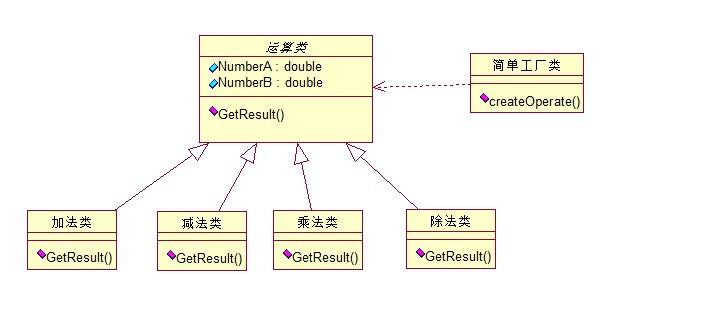 运算类
NumberA : double
NumberB : double
GetResult()
简单工厂类
createOperate()
加法类
GetResult()
减法类
GetResult()
乘法类
GetResult()
除法类
GetResult()